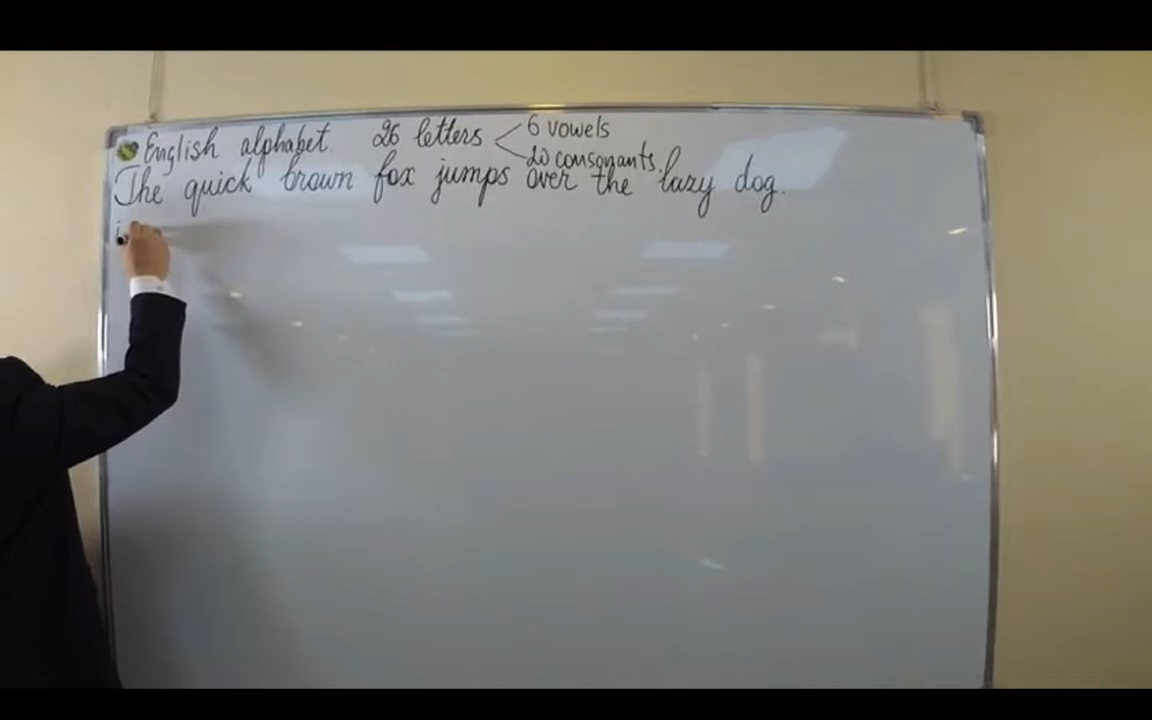 English alphabet. 26 letters < 6 vowels
20 consonants.
The quick brown fox jumps over the lazy dog.
i